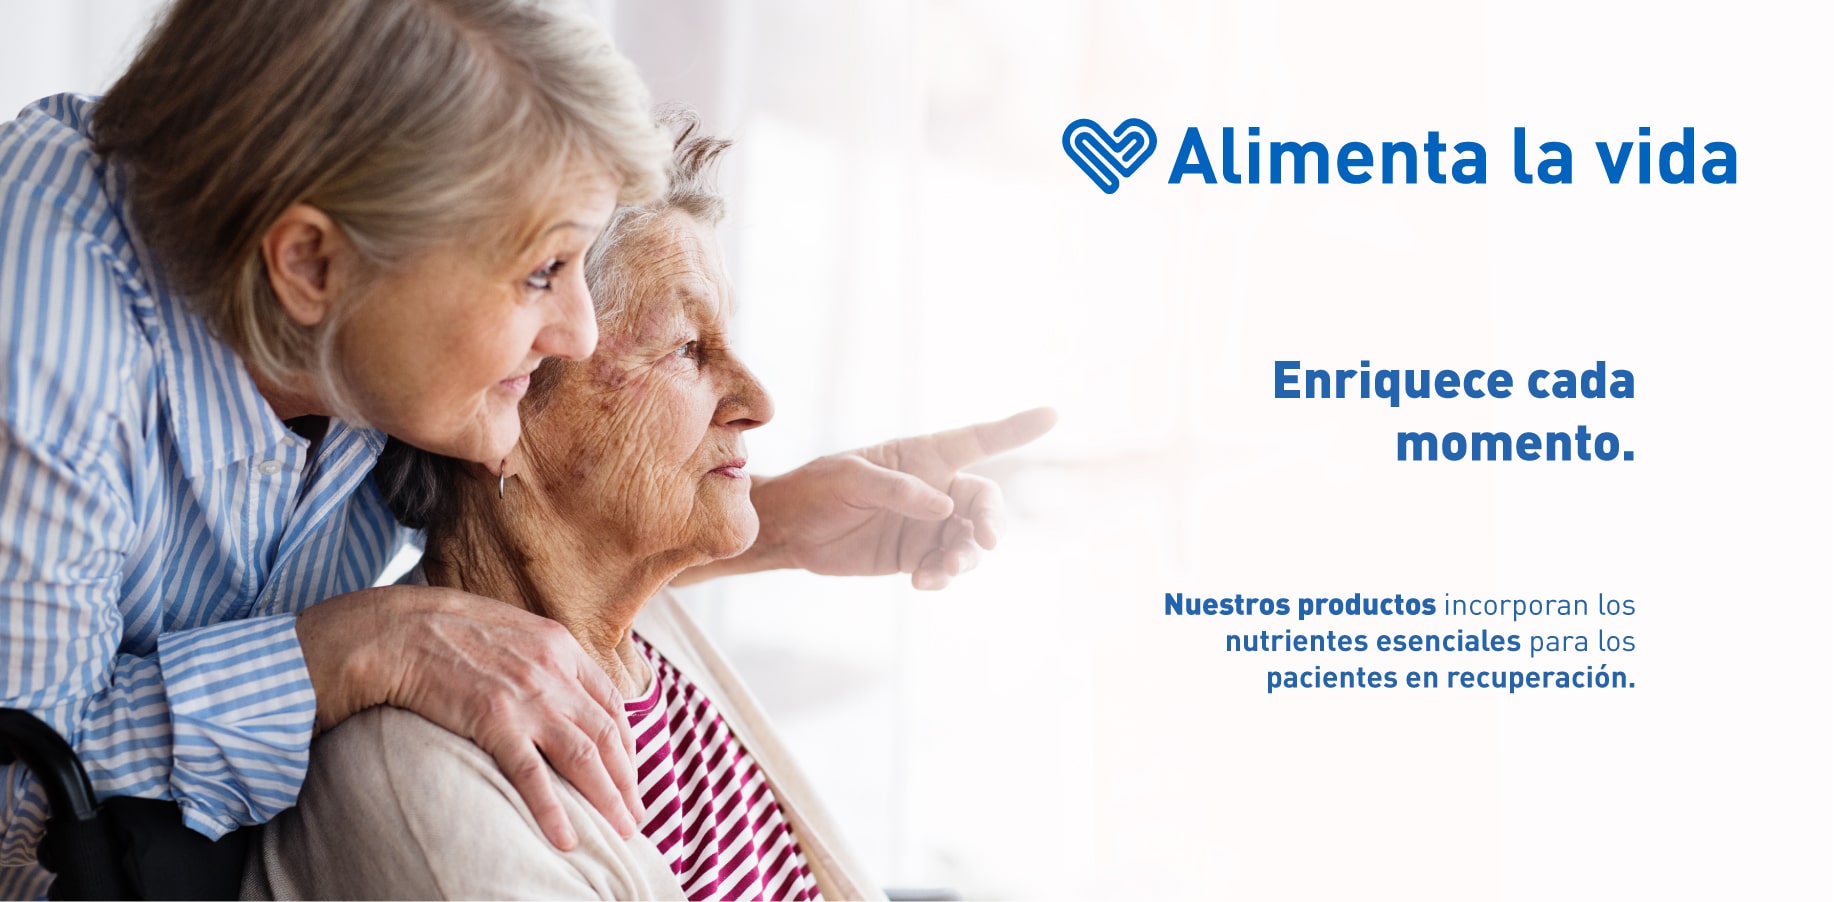 Alimenta la vida
Enriquece cada
momento.
Nuestros productos incorporan los
nutrientes esenciales para los
pacientes en recuperación.